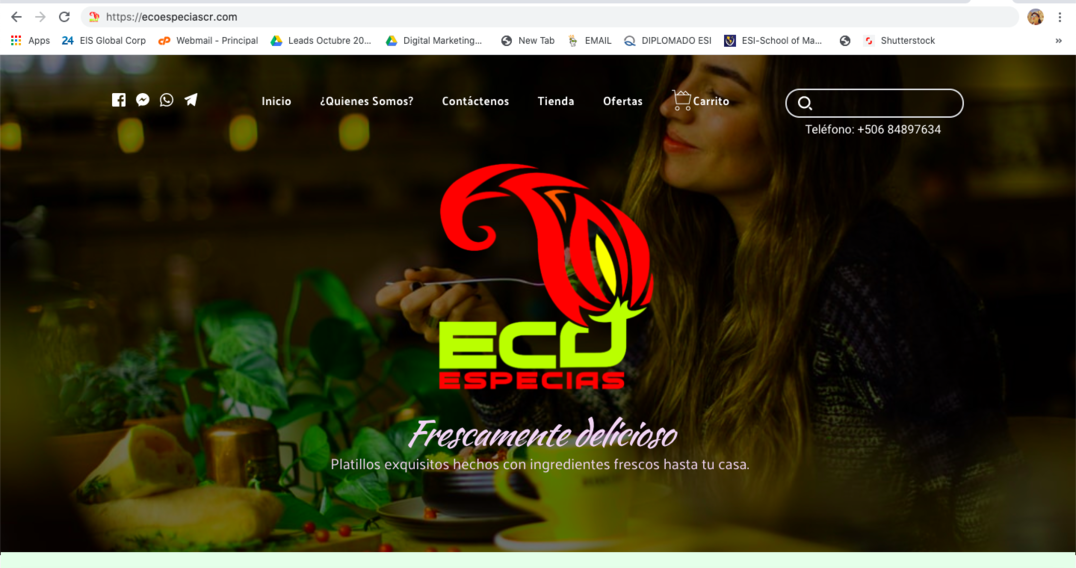 https://ecoespeciascr.com
Apps 24 EIS Global Corp cP Webmail - Principal Leads Octubre 20... Digital Marketing... New Tab EMAIL DIPLOMADO ESI ESI-School of Ma... Shutterstock »
Inicio ¿Quienes Somos? Contáctenos Tienda Ofertas Carrito
Teléfono: +506 84897634
ECO
ESPECIAS
Frescamente delicioso
Platillos exquisitos hechos con ingredientes frescos hasta tu casa.